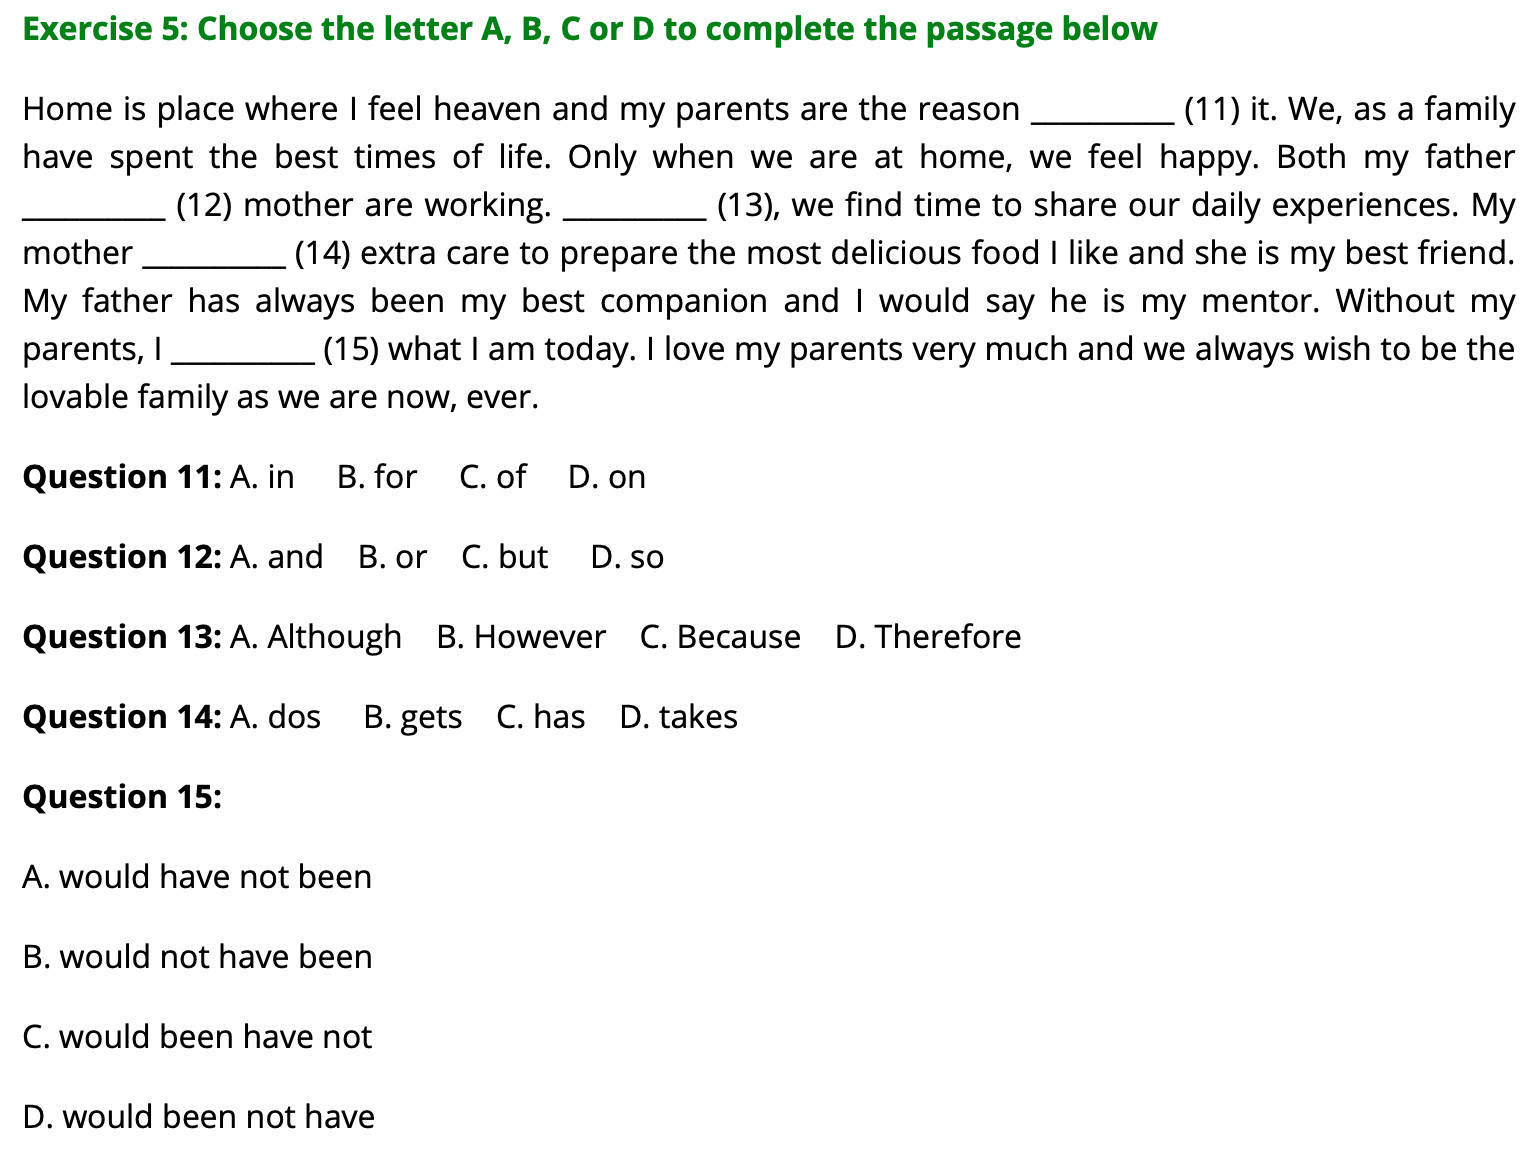 Exercise 5: Choose the letter A, B, C or D to complete the passage below
Home is place where I feel heaven and my parents are the reason _________ (11) it. We, as a family
have spent the best times of life. Only when we are at home, we feel happy. Both my father
_________ (12) mother are working. _________ (13), we find time to share our daily experiences. My
mother _________ (14) extra care to prepare the most delicious food I like and she is my best friend.
My father has always been my best companion and I would say he is my mentor. Without my
parents, I _________ (15) what I am today. I love my parents very much and we always wish to be the
lovable family as we are now, ever.
Question 11: A. in B. for C. of D. on
Question 12: A. and B. or C. but D. so
Question 13: A. Although B. However C. Because D. Therefore
Question 14: A. dos B. gets C. has D. takes
Question 15:
A. would have not been
B. would not have been
C. would been have not
D. would been not have